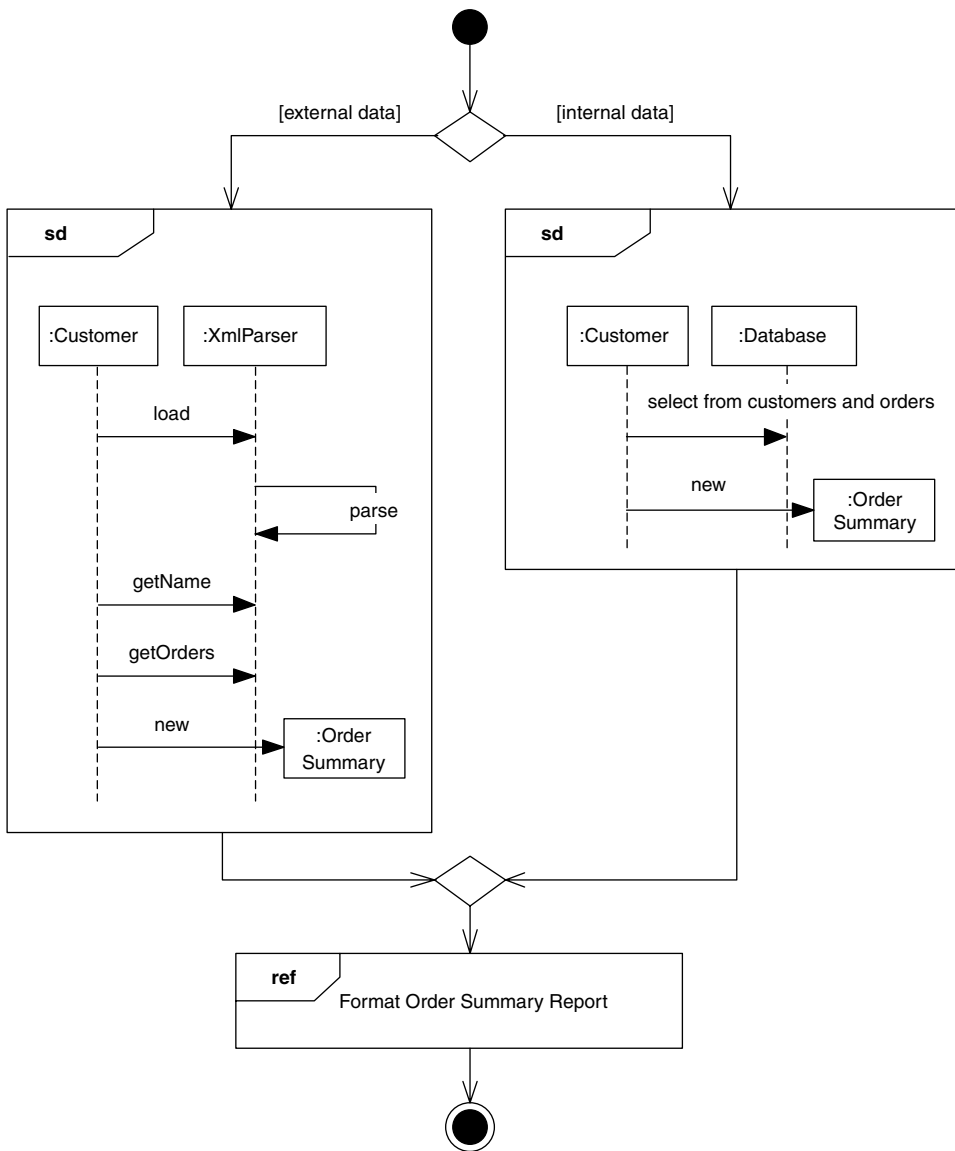 [external data]
[internal data]
sd
:Customer
:XmlParser
load
parse
getName
getOrders
new
:Order
Summary
sd
:Customer
:Database
select from customers and orders
new
:Order
Summary
ref
Format Order Summary Report